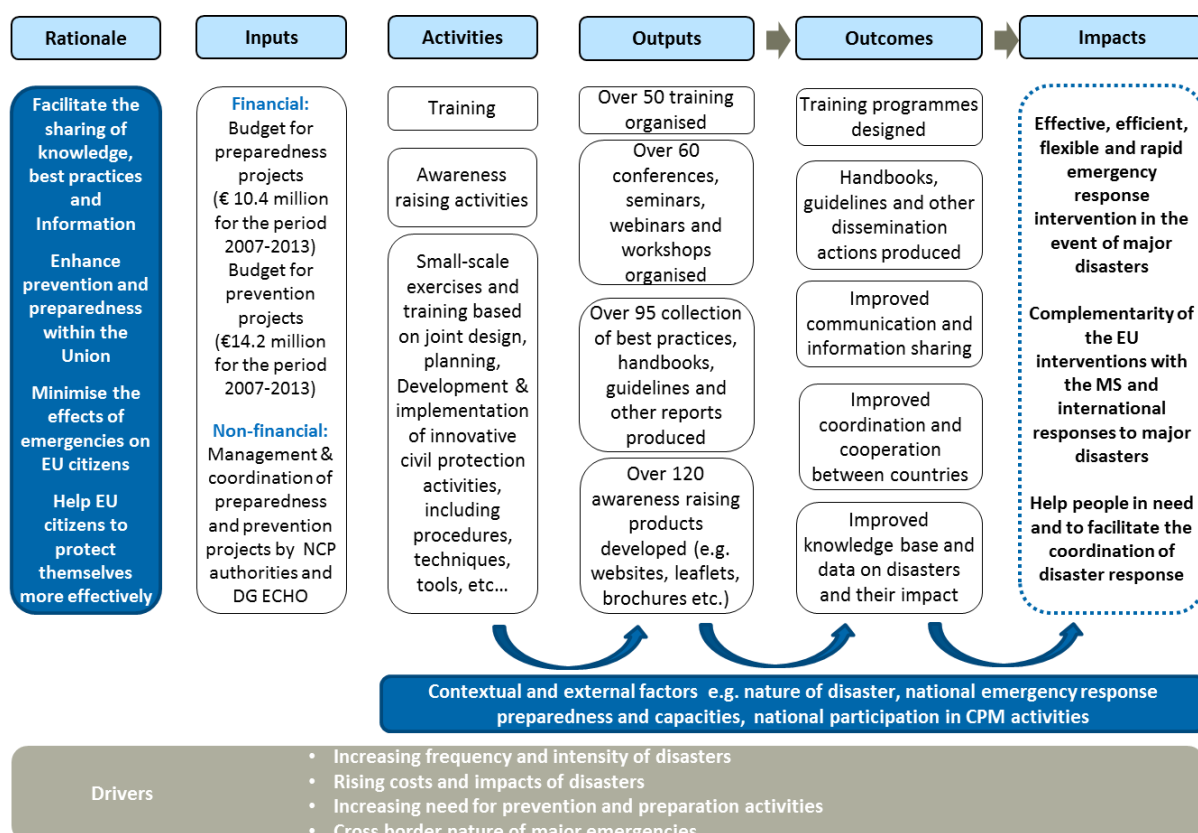 Rationale
Inputs
Activities
Outputs
Outcomes
Impacts
Facilitate the
sharing of
knowledge,
best practices
and
Information
Enhance
prevention and
preparedness
within the
Union
Minimise the
effects of
emergencies on
EU citizens
Help EU
citizens to
protect
themselves
more effectively
Financial:
Budget for
preparedness
projects
(€ 10.4 million
for the period
2007-2013)
Budget for
prevention
projects
(€14.2 million
for the period
2007-2013)
Non-financial:
Management &
coordination of
preparedness
and prevention
projects by NCP
authorities and
DG ECHO
Training
Awareness
raising activities
Small-scale
exercises and
training based
on joint design,
planning,
Development &
implementation
of innovative
civil protection
activities,
including
procedures,
techniques,
tools, etc...
Over 50 training
organised
Over 60
conferences,
seminars,
webinars and
workshops
organised
Over 95 collection
of best practices,
handbooks,
guidelines and
other reports
produced
Over 120
awareness raising
products
developed (e.g.
websites, leaflets,
brochures etc.)
Training programmes
designed
Handbooks,
guidelines and other
dissemination
actions produced
Improved
communication and
information sharing
Improved
coordination and
cooperation
between countries
Improved
knowledge base and
data on disasters
and their impact
Effective, efficient,
flexible and rapid
emergency
response
intervention in the
event of major
disasters
Complementarity of
the EU
interventions with
the MS and
international
responses to major
disasters
Help people in need
and to facilitate the
coordination of
disaster response
Contextual and external factors e.g. nature of disaster, national emergency response
preparedness and capacities, national participation in CPM activities
Drivers
• Increasing frequency and intensity of disasters
• Rising costs and impacts of disasters
• Increasing need for prevention and preparation activities
• Cross border nature of major emergencies